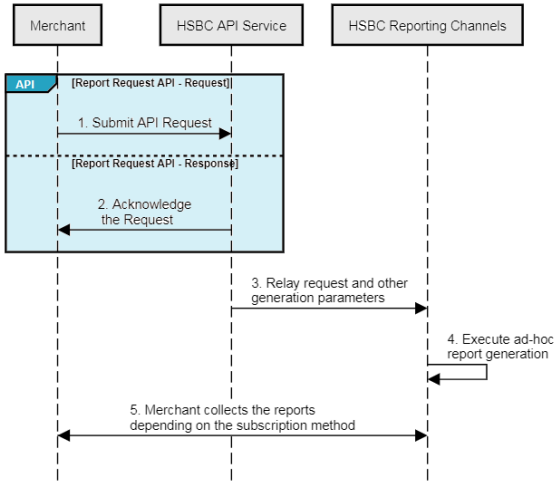 Merchant
HSBC API Service
HSBC Reporting Channels
API
[Report Request API - Request]
1. Submit API Request
[Report Request API - Response]
2. Acknowledge
the Request
3. Relay request and other
generation parameters
4. Execute ad-hoc
report generation
5. Merchant collects the reports
depending on the subscription method